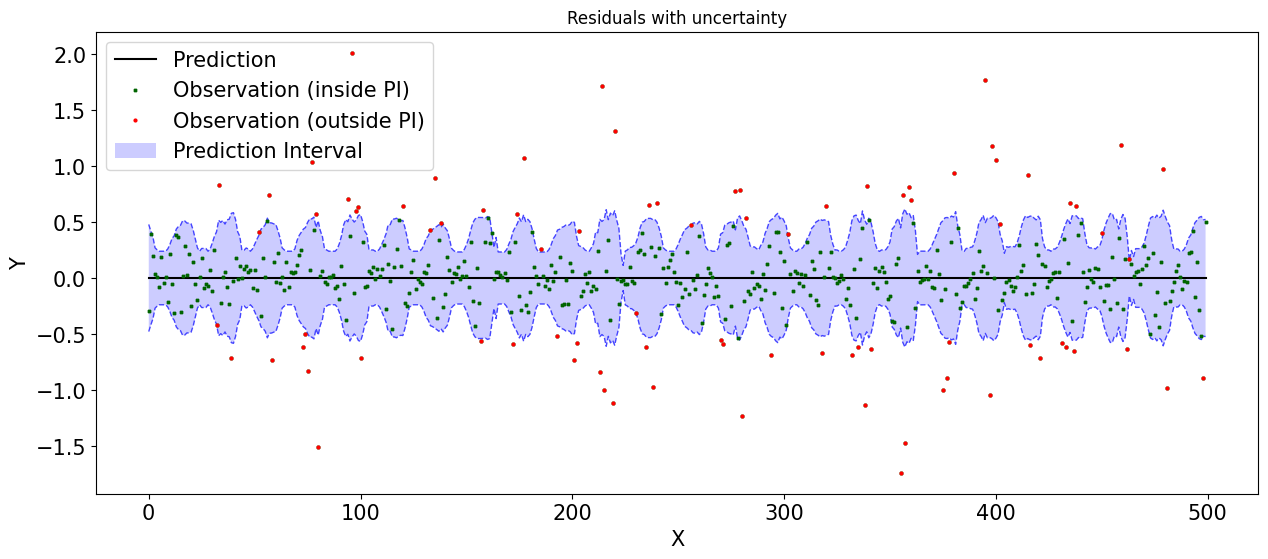 Residuals with uncertainty
Prediction
Observation (inside PI)
Observation (outside PI)
Prediction Interval
Y
2.0
1.5
1.0
0.5
0.0
−0.5
−1.0
−1.5
0 100 200 300 400 500
X